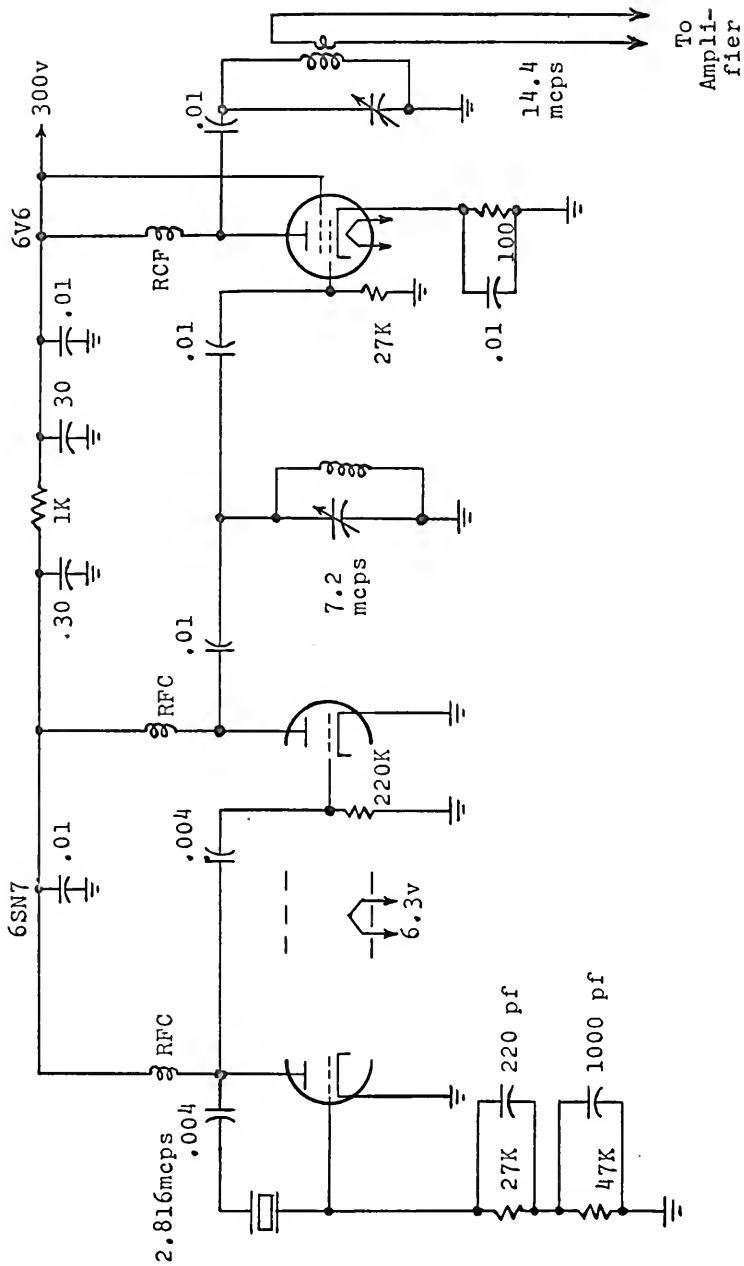 6SN7
6V6
300v
.01
.30
1K
30
.01
RFC
RFC
RCF
.01
2.816mcps
.004
.004
.01
.01
14.4
mcps
To
Ampli-
fier
6.3v
220K
7.2
mcps
27K
100
.01
27K
220 pf
47K
1000 pf